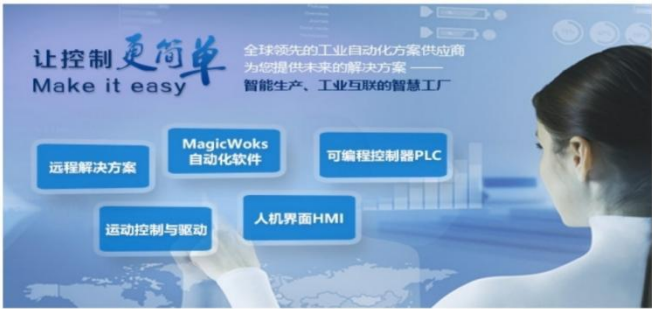 让控制更简单
Make it easy
全球领先的工业自动化方案供应商
为您提供未来的解决方案 ——
智能生产、工业互联的智慧工厂
远程解决方案
MagicWoks
自动化软件
可编程控制器PLC
运动控制与驱动
人机界面HMI